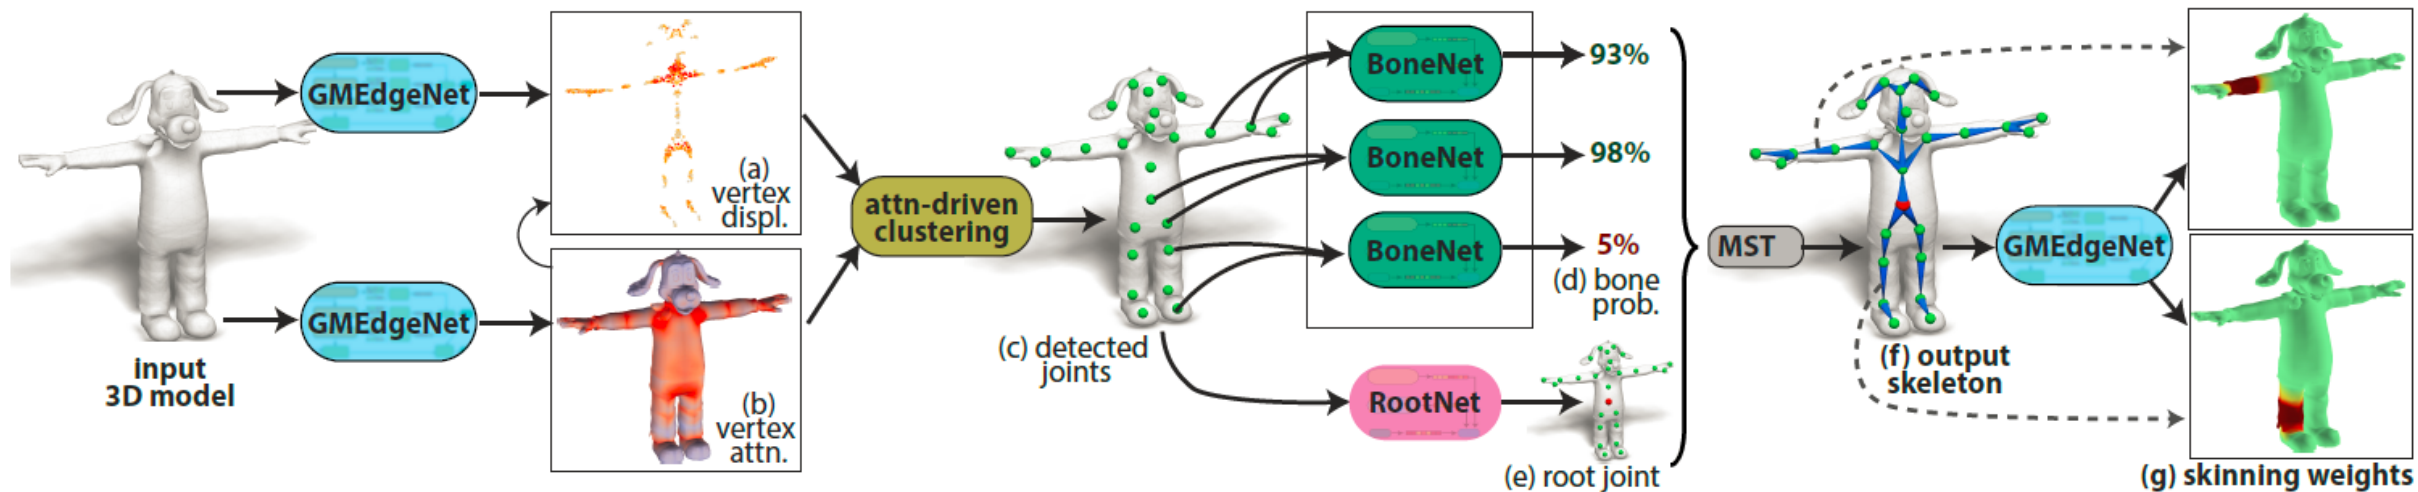 GMEdgeNet
(a)
vertex
displ.
GMEdgeNet
(b)
vertex
attn.
input
3D model
attn-driven
clustering
(c) detected
joints
BoneNet
93%
BoneNet
98%
BoneNet
5%
(d) bone
prob.
RootNet
(e) root joint
MST
(f) output
skeleton
GMEdgeNet
(g) skinning weights